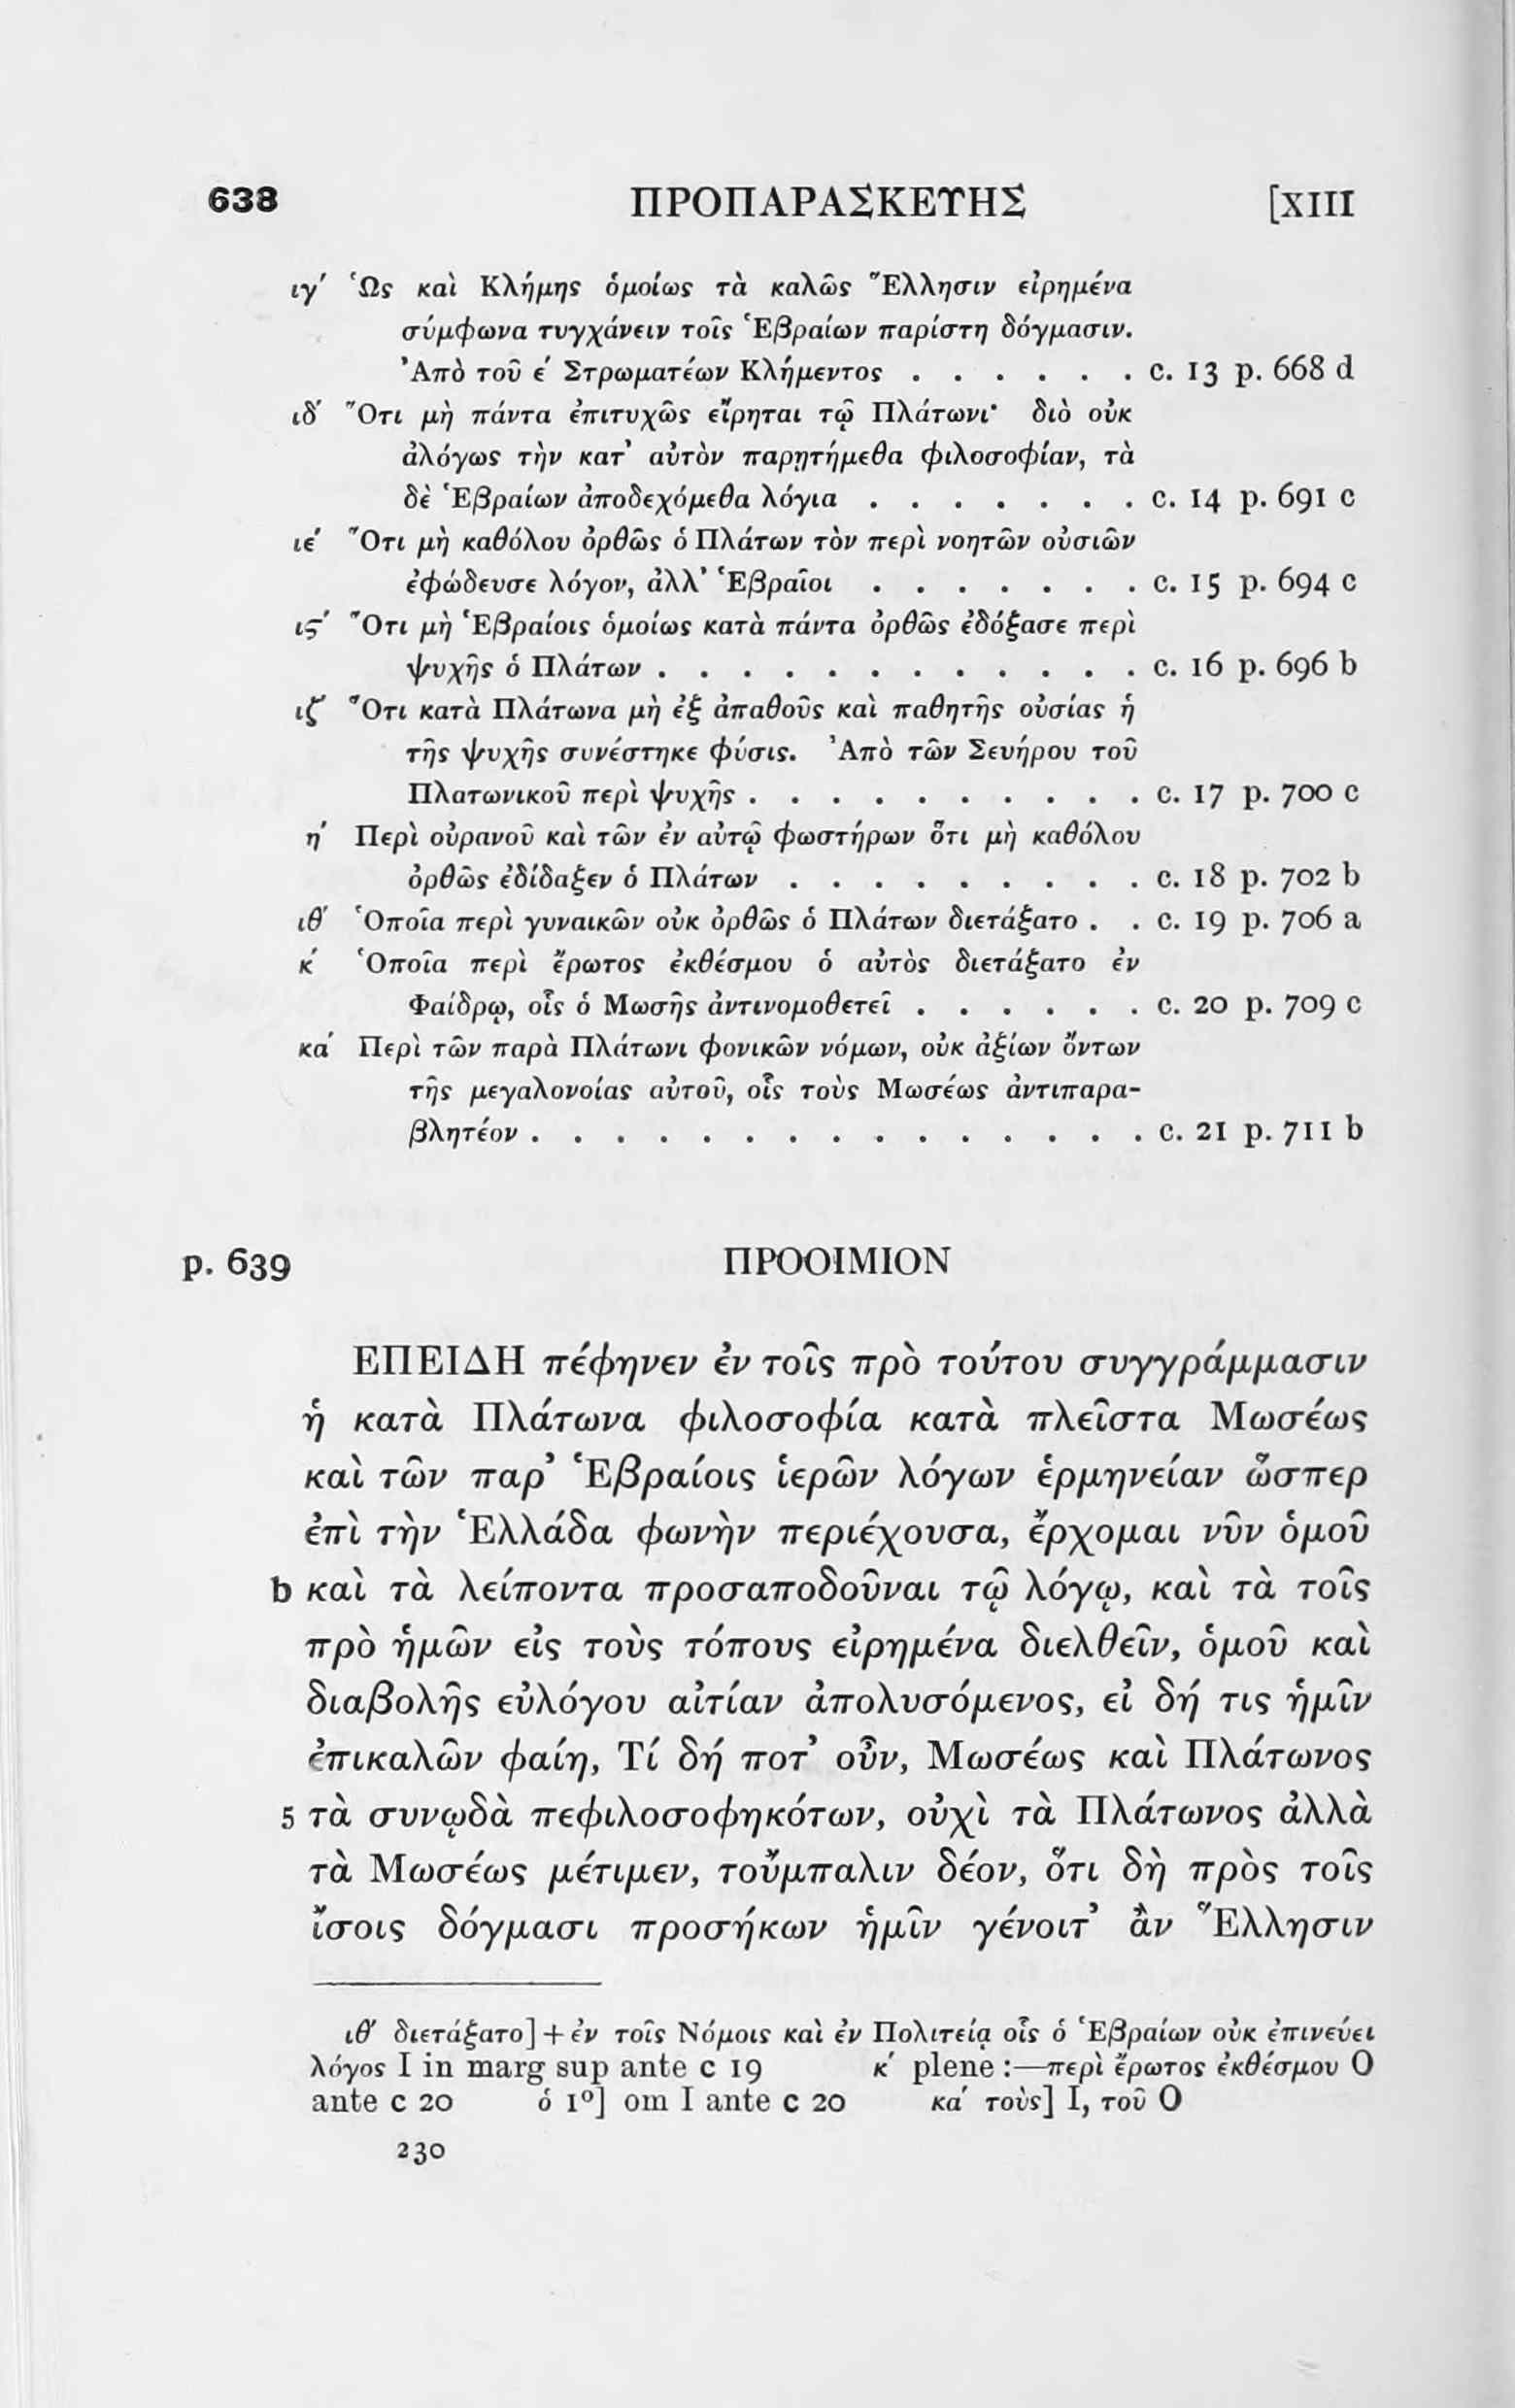 638 ΠΡΟΠΑΡΑΣΚΕΥΗΣ [XIII
ιγ′ Ὡς καὶ Κλήμης ὁμοίως τὰ καλῶς Ἕλλησιν εἰρημένα
σύμφωνα τυγχάνειν τοῖς Ἑβραίων παρίστη δόγμασιν.
Ἀπὸ τοῦ ε′ Στρωματέων Κλήμεντος . . . . . . c. 13 p. 668 d
ιδ′ Ὅτι μὴ πάντα ἐπιτυχῶς εἴρηται τῷ Πλάτωνι· διὸ οὐκ
ἀλόγως τὴν κατ’ αὐτὸν παρῃτήμεθα φιλοσοφίαν, τὰ
δὲ Ἑβραίων ἀποδεχόμεθα λόγια . . . . . . . c. 14 p. 691 c
ιε′ Ὅτι μὴ καθόλου ὀρθῶς ὁ Πλάτων τὸν περὶ νοητῶν οὐσιῶν
ἐφώδευσε λόγον, ἀλλ’ Ἑβραῖοι . . . . . . . c. 15 p. 694 c
ις′ Ὅτι μὴ Ἑβραίοις ὁμοίως κατὰ πάντα ὀρθῶς ἐδόξασε περὶ
ψυχῆς ὁ Πλάτων . . . . . . . . . . . . c. 16 p. 696 b
ιζ′ Ὅτι κατὰ Πλάτωνα μὴ ἐξ ἀπαθοῦς καὶ παθητῆς οὐσίας ἡ
τῆς ψυχῆς συνέστηκε φύσις. Ἀπὸ τῶν Σευήρου τοῦ
Πλατωνικοῦ περὶ ψυχῆς . . . . . . . . . . c. 17 p. 700 c
η′ Περὶ οὐρανοῦ καὶ τῶν ἐν αὐτῷ φωστήρων ὅτι μὴ καθόλου
ὀρθῶς ἐδίδαξεν ὁ Πλάτων . . . . . . . . . c. 18 p. 702 b
ιθ′ Ὁποῖα περὶ γυναικῶν οὐκ ὀρθῶς ὁ Πλάτων διετάξατο . . c. 19 p. 706 a
κ′ Ὁποῖα περὶ ἔρωτος ἐκθέσμου ὁ αὐτὸς διετάξατο ἐν
Φαίδρῳ, οἷς ὁ Μωσῆς ἀντινομοθετεῖ . . . . . . c. 20 p. 709 c
κα′ Περὶ τῶν παρὰ Πλάτωνι φονικῶν νόμων, οὐκ ἀξίων ὄντων
τῆς μεγαλονοίας αὐτοῦ, οἷς τοὺς Μωσέως ἀντιπαρα-
βλητέον . . . . . . . . . . . . . . . c. 21 p. 711 b
p. 639 ΠΡΟΟΙΜΙΟΝ
ΕΠΕΙΔΗ πέφηνεν ἐν τοῖς πρὸ τούτου συγγράμμασιν
ἡ κατὰ Πλάτωνα φιλοσοφία κατὰ πλεῖστα Μωσέως
καὶ τῶν παρ’ Ἑβραίοις ἱερῶν λόγων ἑρμηνείαν ὥσπερ
ἐπὶ τὴν Ἑλλάδα φωνὴν περιέχουσα, ἔρχομαι νῦν ὁμοῦ
b καὶ τὰ λείποντα προσαποδοῦναι τῷ λόγῳ, καὶ τὰ τοῖς
πρὸ ἡμῶν εἰς τοὺς τόπους εἰρημένα διελθεῖν, ὁμοῦ καὶ
διαβολῆς εὐλόγου αἰτίαν ἀπολυσόμενος, εἰ δή τις ἡμῖν
ἐπικαλῶν φαίη, Τί δή ποτ’ οὖν, Μωσέως καὶ Πλάτωνος
5 τὰ συνῳδὰ πεφιλοσοφηκότων, οὐχὶ τὰ Πλάτωνος ἀλλὰ
τὰ Μωσέως μέτιμεν, τοὔμπαλιν δέον, ὅτι δὴ πρὸς τοῖς
ἴσοις δόγμασι προσήκων ἡμῖν γένοιτ’ ἂν Ἕλλησιν
ιθ′ διετάξατο] + ἐν τοῖς Νόμοις καὶ ἐν Πολιτείᾳ οἷς ὁ Ἑβραίων οὐκ ἐπινεύει
λόγος I in marg sup ante c 19 κ′ plene :—περὶ ἔρωτος ἐκθέσμου O
ante c 20 ὁ 1º] om I ante c 20 κα′ τοὺς] I, τοῦ O
230